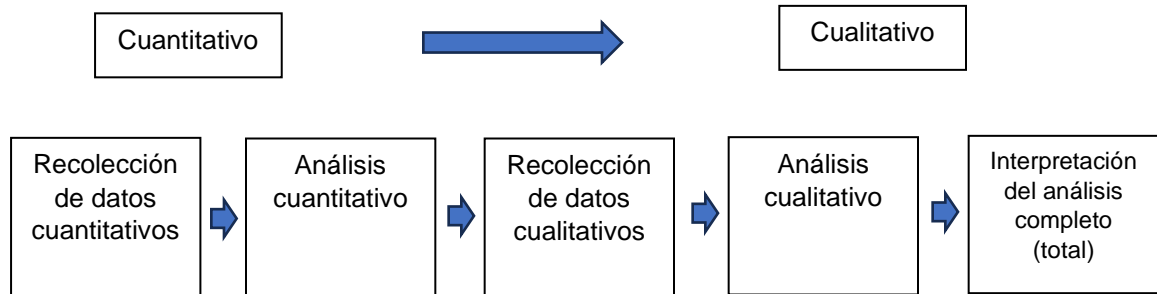 Cuantitativo
Cualitativo
Recolección
de datos
cuantitativos
Análisis
cuantitativo
Recolección
de datos
cualitativos
Análisis
cualitativo
Interpretación
del análisis
completo
(total)